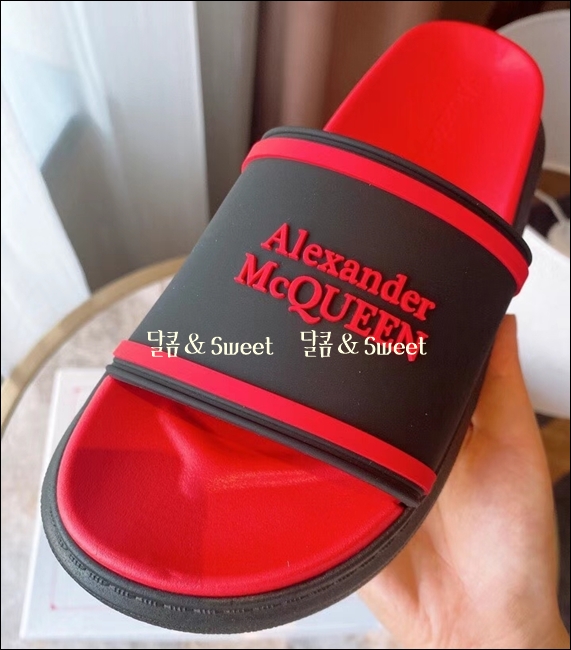 Alexander
McQUEEN
달콤 & Sweet 달콤 & Sweet